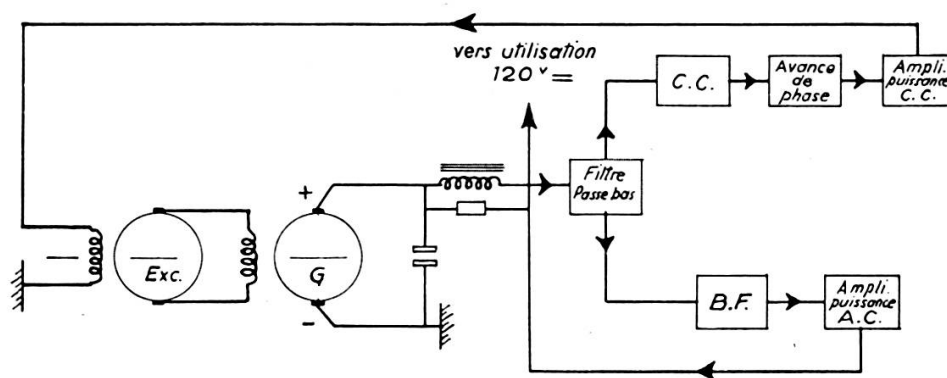 vers utilisation
120 v =
C.C.
Avance
de
phase
Ampli.
puissance
C.C.
Filtre
Passe bas
+
Exc.
G
-
B.F.
Ampli.
puissance
A.C.